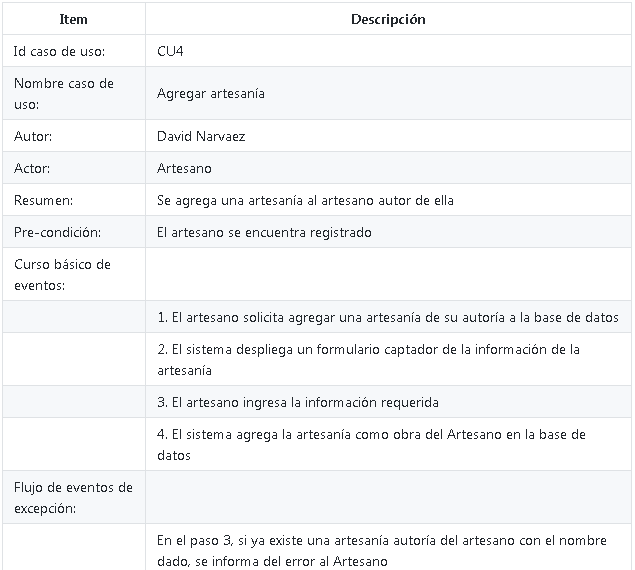 Item Descripción
Id caso de uso: CU4
Nombre caso de
uso: Agregar artesanía
Autor: David Narvaez
Actor: Artesano
Resumen: Se agrega una artesanía al artesano autor de ella
Pre-condición: El artesano se encuentra registrado
Curso básico de
eventos:
1. El artesano solicita agregar una artesanía de su autoría a la base de datos
2. El sistema despliega un formulario captador de la información de la
artesanía
3. El artesano ingresa la información requerida
4. El sistema agrega la artesanía como obra del Artesano en la base de
datos
Flujo de eventos de
excepción:
En el paso 3, si ya existe una artesanía autoría del artesano con el nombre
dado, se informa del error al Artesano